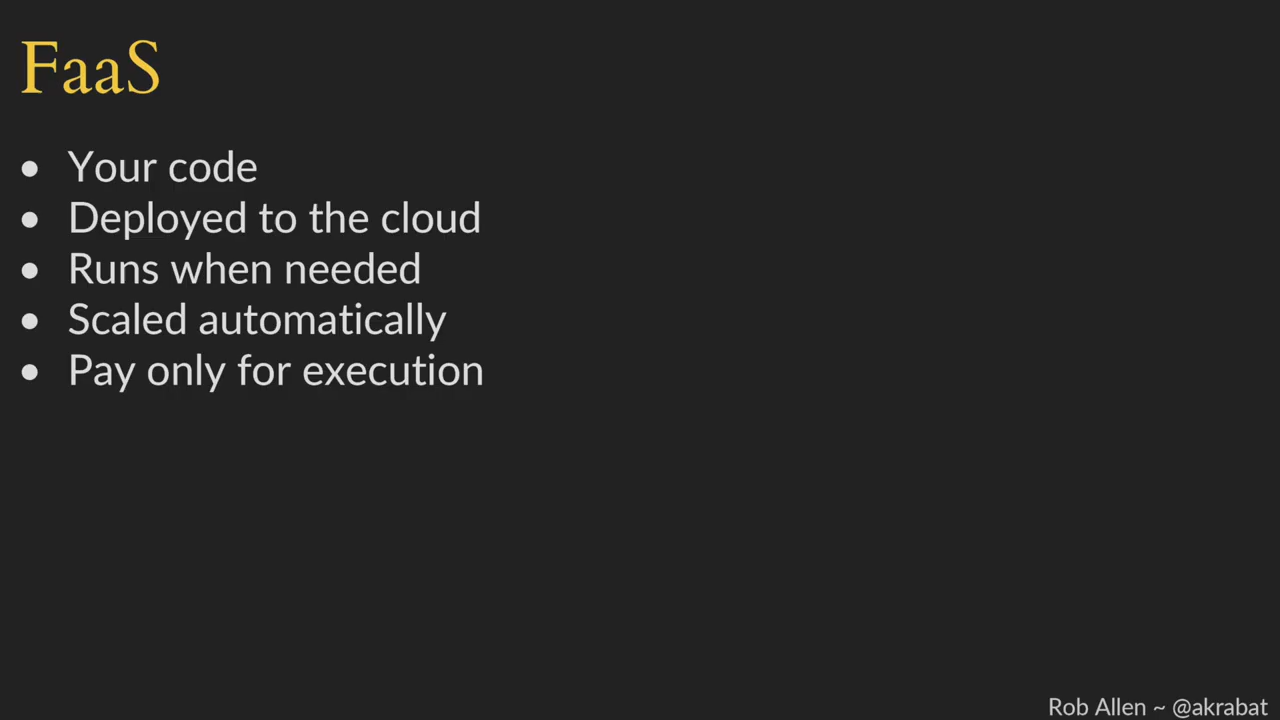 FaaS
• Your code
• Deployed to the cloud
• Runs when needed
• Scaled automatically
• Pay only for execution
Rob Allen ~ @akrabat